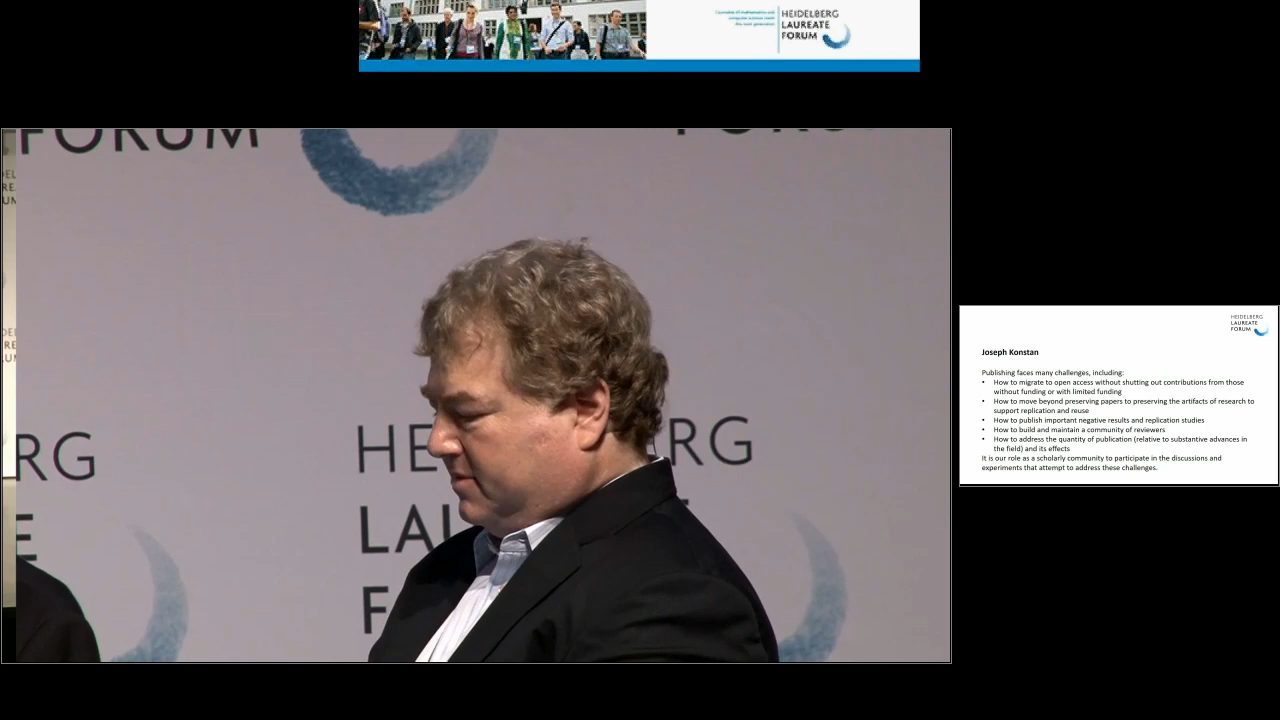 HEIDELBERG
LAUREATE
FORUM
FORUM
HEIDELBERG
LAUREATE
FORUM
Joseph Konstan
Publishing faces many challenges, including:
• How to migrate to open access without shutting out contributions from those
without funding or with limited funding
• How to move beyond preserving papers to preserving the artifacts of research to
support replication and reuse
• How to publish important negative results and replication studies
• How to build and maintain a community of reviewers
• How to address the quantity of publication (relative to substantive advances in
the field) and its effects
It is our role as a scholarly community to participate in the discussions and
experiments that attempt to address these challenges.